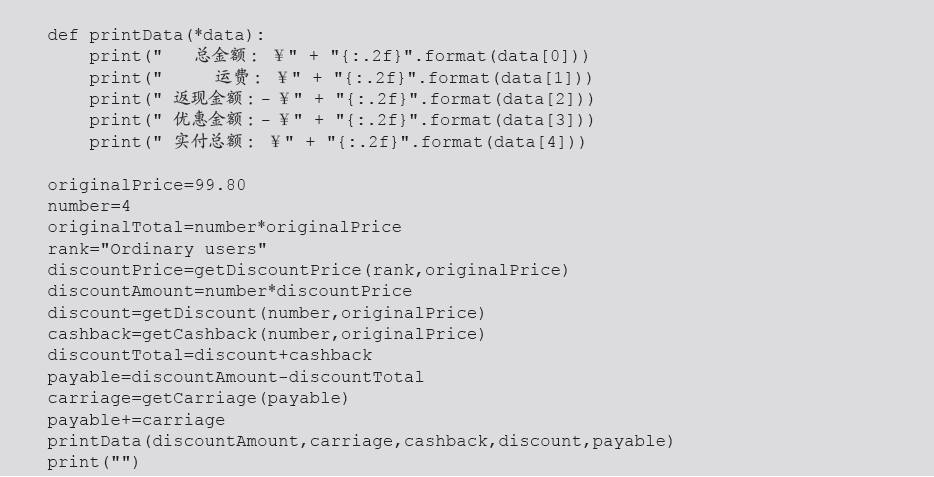 def printData(*data):
    print("   总金额： ￥" + "{:.2f}".format(data[0]))
    print("     运费： ￥" + "{:.2f}".format(data[1]))
    print(" 返现金额：- ￥" + "{:.2f}".format(data[2]))
    print(" 优惠金额：- ￥" + "{:.2f}".format(data[3]))
    print(" 实付总额： ￥" + "{:.2f}".format(data[4]))

originalPrice=99.80
number=4
originalTotal=number*originalPrice
rank="Ordinary users"
discountPrice=getDiscountPrice(rank,originalPrice)
discountAmount=number*discountPrice
discount=getDiscount(number,originalPrice)
cashback=getCashback(number,originalPrice)
discountTotal=discount+cashback
payable=discountAmount-discountTotal
carriage=getCarriage(payable)
payable+=carriage
printData(discountAmount,carriage,cashback,discount,payable)
print("")